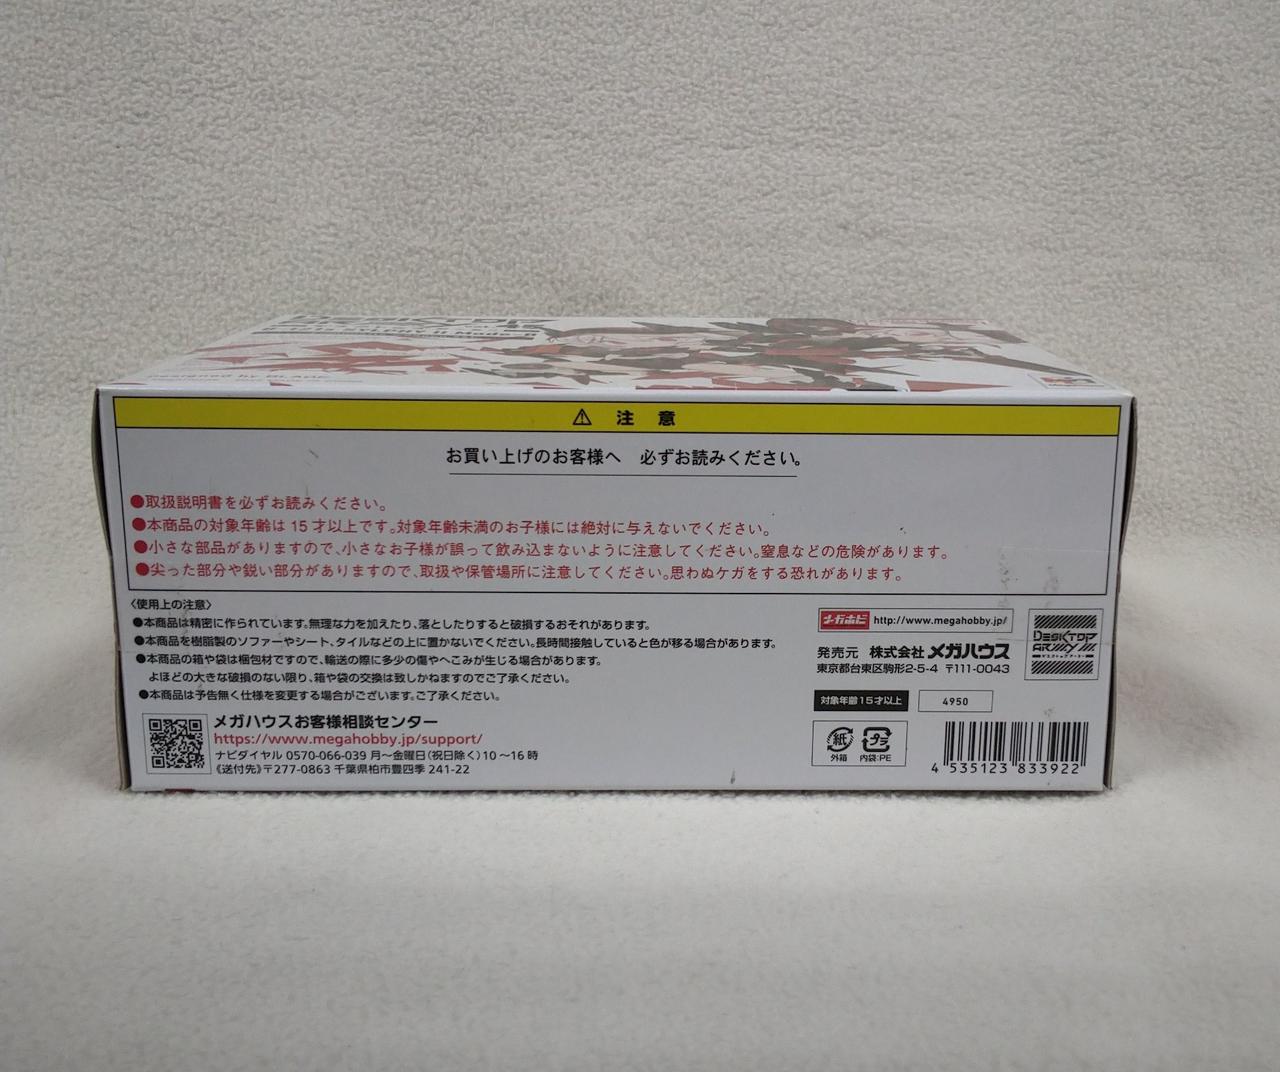 DESKTOP
ARMY
⚠ 注 意
お買い上げのお客様へ 必ずお読みください。
●取扱説明書を必ずお読みください。
●本商品の対象年齢は 15 才以上です。対象年齢未満のお子様には絶対に与えないでください。
●小さな部品がありますので、小さなお子様が誤って飲み込まないように注意してください。窒息などの危険があります。
●尖った部分や鋭い部分がありますので、取扱や保管場所に注意してください。思わぬケガをする恐れがあります。
〈使用上の注意〉
●本商品は精密に作られています。無理な力を加えたり、落としたりすると破損するおそれがあります。
●本商品を樹脂製のソファーやシート、タイルなどの上に置かないでください。長時間接触していると色が移る場合があります。
●本商品の箱や袋は梱包材ですので、輸送の際に多少の傷やへこみが生じる場合があります。
よほどの大きな破損のない限り、箱や袋の交換は致しかねますのでご了承ください。
●本商品は予告無く仕様を変更する場合がございます。ご了承ください。
メガハウスお客様相談センター
https://www.megahobby.jp/support/
ナビダイヤル 0570-066-039 月〜金曜日(祝日除く)10〜16時
《送付先》〒277-0863 千葉県柏市豊四季 241-22
メガホビ http://www.megahobby.jp/
発売元 株式会社 メガハウス
東京都台東区駒形2-5-4 〒111-0043
DESKTOP
ARMY
デスクトップアーミー
対象年齢15才以上
4950
紙
外箱
プラ
内袋:PE
4 535123 833922